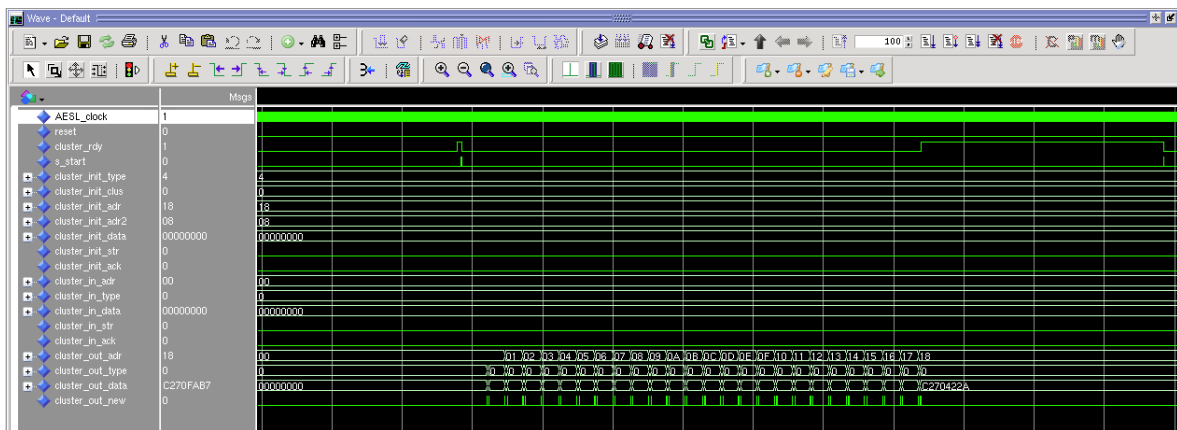 Wave - Default
100
Msgs
AESL_clock 1
reset 0
cluster_rdy 1
s_start 0
cluster_init_type 4 4
cluster_init_clus 0 0
cluster_init_adr 18 18
cluster_init_adr2 08 08
cluster_init_data 00000000 00000000
cluster_init_str 0
cluster_init_ack 0
cluster_in_adr 00 00
cluster_in_type 0 0
cluster_in_data 00000000 00000000
cluster_in_str 0
cluster_in_ack 0
cluster_out_adr 18 00 01 02 03 04 05 06 07 08 09 0A 0B 0C 0D 0E 0F 10 11 12 13 14 15 16 17 18
cluster_out_type 0 0 0 0 0 0 0 0 0 0 0 0 0 0 0 0 0 0 0 0 0 0 0 0 0 0 0
cluster_out_data C270FAB7 00000000 C270422A
cluster_out_new 0